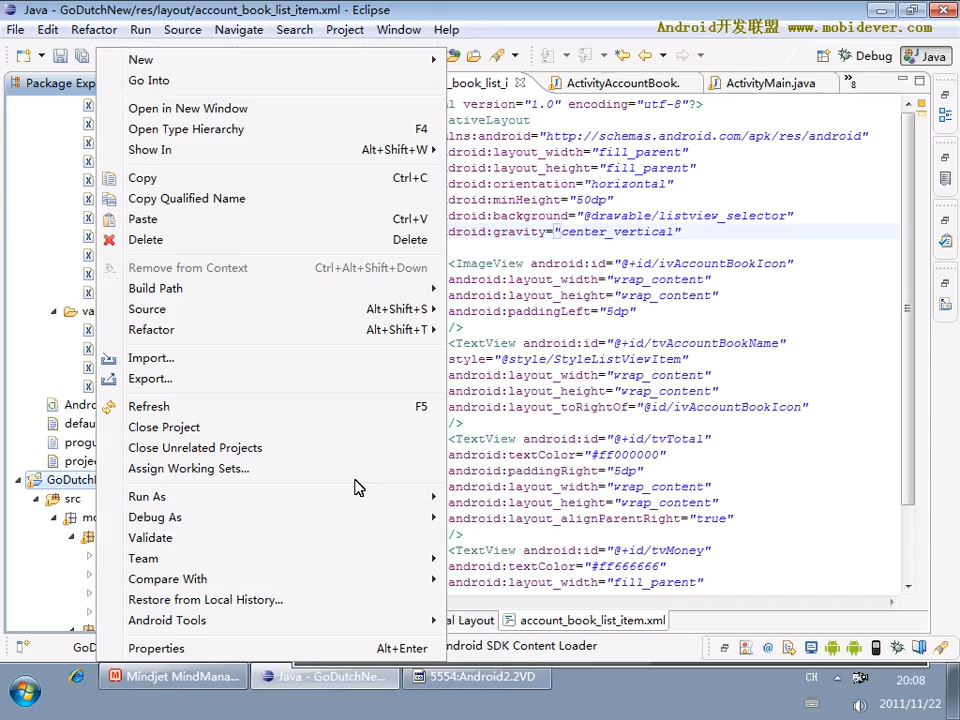 Java - GoDutchNew/res/layout/account_book_list_item.xml - Eclipse
File Edit Refactor Run Source Navigate Search Project Window Help
Android开发联盟 www.mobidever.com
Debug Java
Package Exp
_book_list_i ActivityAccountBook. ActivityMain.java »8
New
Go Into
Open in New Window
Open Type Hierarchy F4
Show In Alt+Shift+W
Copy Ctrl+C
Copy Qualified Name
Paste Ctrl+V
Delete Delete
Remove from Context Ctrl+Alt+Shift+Down
Build Path
Source Alt+Shift+S
Refactor Alt+Shift+T
Import...
Export...
Refresh F5
Close Project
Close Unrelated Projects
Assign Working Sets...
Run As
Debug As
Validate
Team
Compare With
Restore from Local History...
Android Tools
Properties Alt+Enter
va
Andro
defau
progu
proje
GoDutchN
src
mo
l version="1.0" encoding="utf-8"?>
ativeLayout
lns:android="http://schemas.android.com/apk/res/android"
droid:layout_width="fill_parent"
droid:layout_height="fill_parent"
droid:orientation="horizontal"
droid:minHeight="50dp"
droid:background="@drawable/listview_selector"
droid:gravity="center_vertical"
<ImageView android:id="@+id/ivAccountBookIcon"
android:layout_width="wrap_content"
android:layout_height="wrap_content"
android:paddingLeft="5dp"
/>
<TextView android:id="@+id/tvAccountBookName"
style="@style/StyleListViewItem"
android:layout_width="wrap_content"
android:layout_height="wrap_content"
android:layout_toRightOf="@id/ivAccountBookIcon"
/>
<TextView android:id="@+id/tvTotal"
android:textColor="#ff000000"
android:paddingRight="5dp"
android:layout_width="wrap_content"
android:layout_height="wrap_content"
android:layout_alignParentRight="true"
/>
<TextView android:id="@+id/tvMoney"
android:textColor="#ff666666"
android:layout_width="fill_parent"
al Layout account_book_list_item.xml
GoD
ndroid SDK Content Loader
Mindjet MindMana... Java - GoDutchNe... 5554:Android2.2VD
CH
20:08
2011/11/22